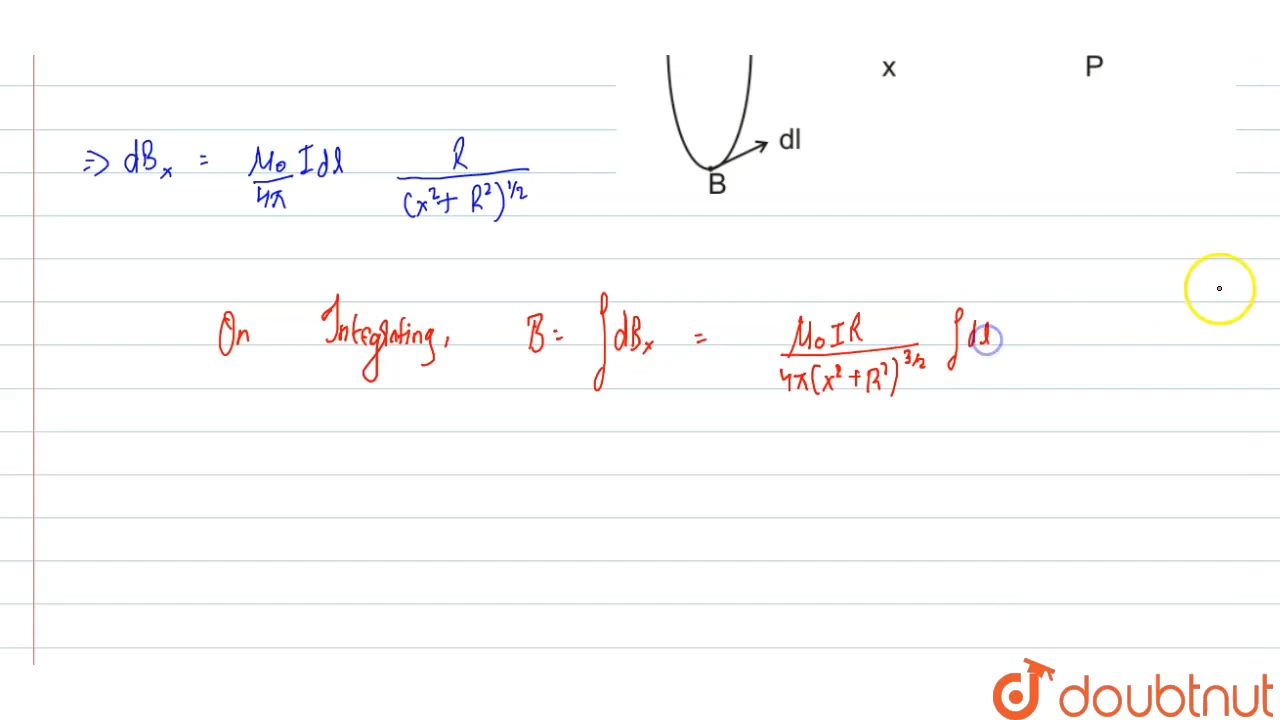 x P
dl
⇒ dBₓ = μ₀/4π I dl R/(x²+ R²)^1/2
B
On Integrating, B = ∫ dBₓ = μ₀IR/4π(x²+R²)^3/2 ∫dl
doubtnut